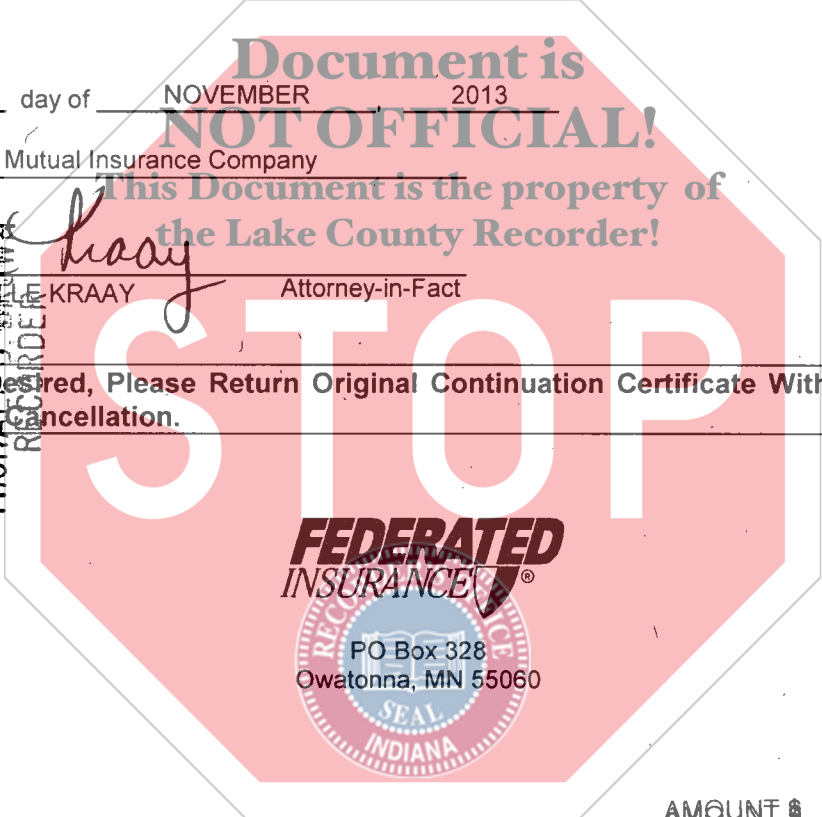 Document is
day of NOVEMBER, 2013
NOT OFFICIAL!
Mutual Insurance Company
This Document is the property of
the Lake County Recorder!
Kraay
KRAAY Attorney-in-Fact
RECORDER
STOP
desired, Please Return Original Continuation Certificate With
Cancellation.
FEDERATED
INSURANCE ®
PO Box 328
Owatonna, MN 55060
SEAL
INDIANA
AMOUNT $